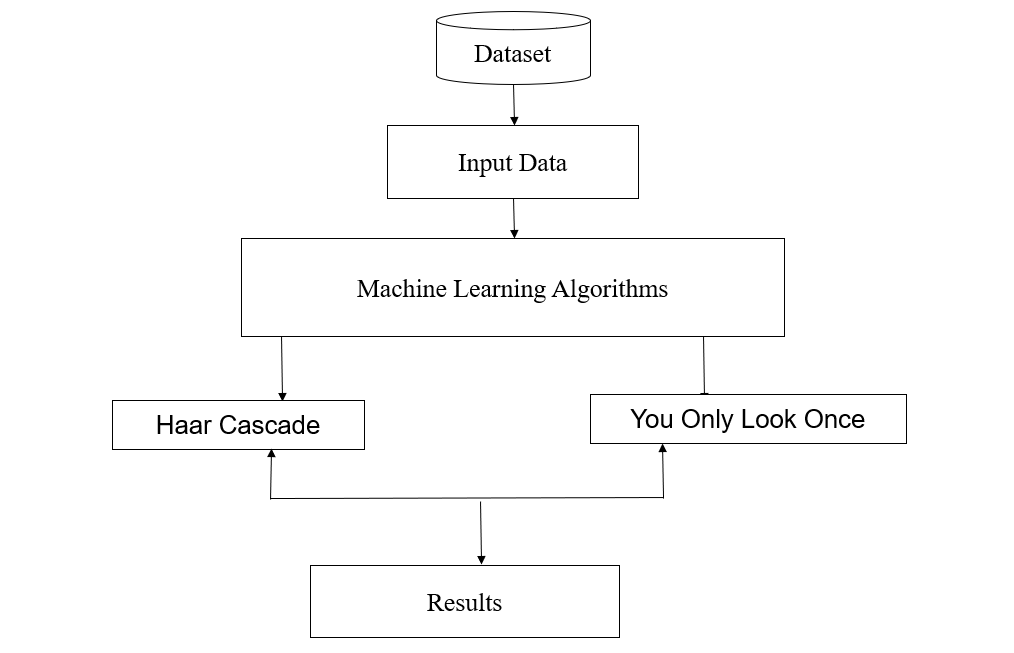 Dataset
Input Data
Machine Learning Algorithms
Haar Cascade
You Only Look Once
Results